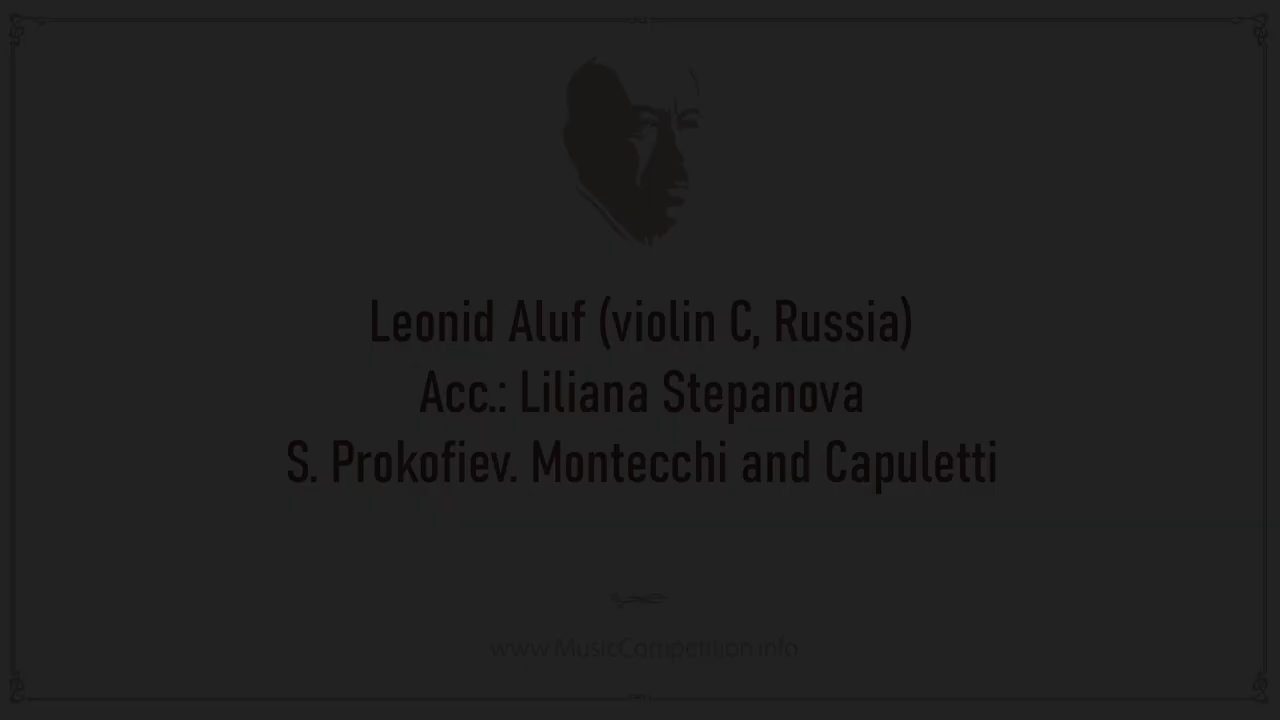 Leonid Aluf (violin C, Russia)
Acc.: Liliana Stepanova
S. Prokofiev. Montecchi and Capuletti
www.MusicCompetition.info